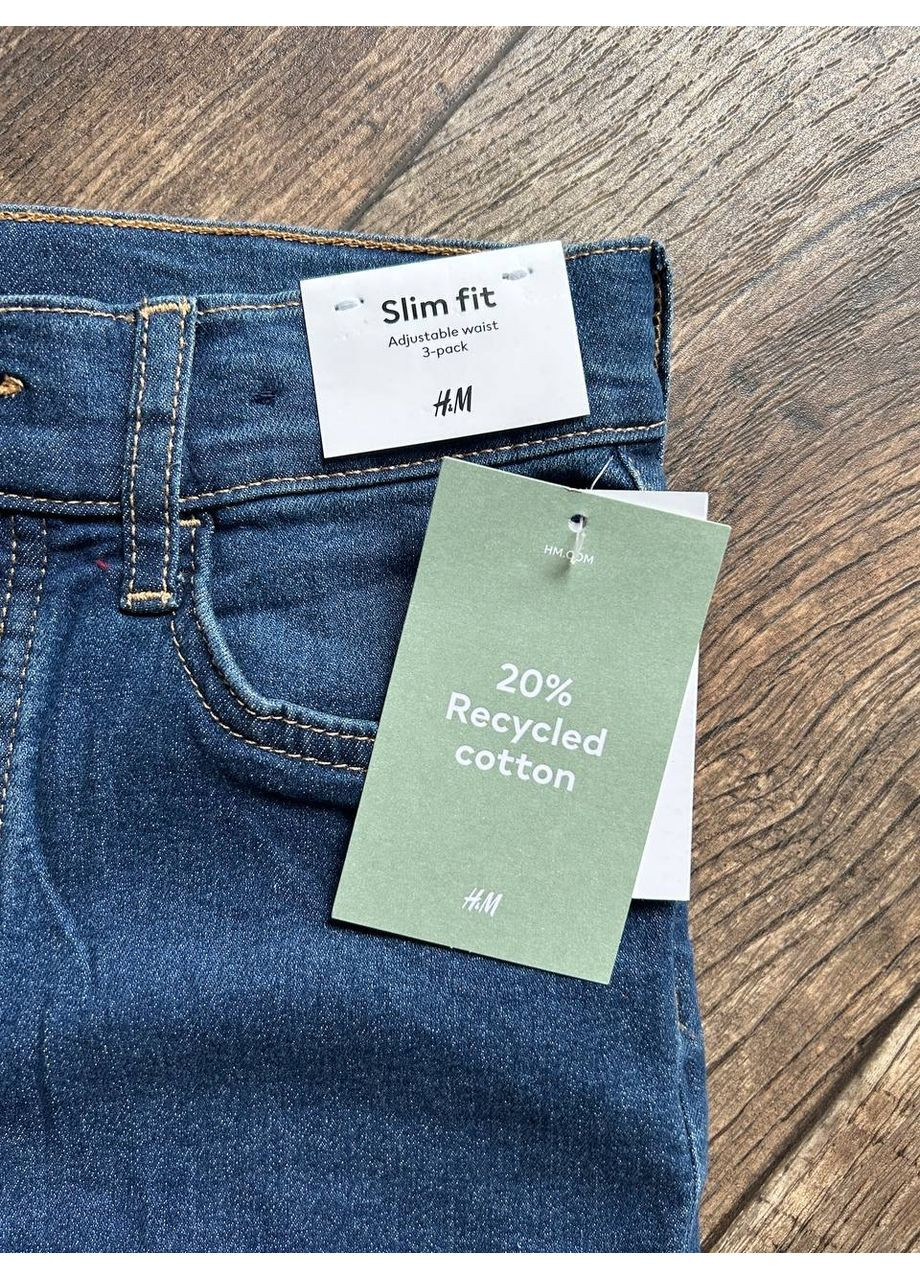 Slim fit
Adjustable waist
3-pack
H&M
HM.COM
20%
Recycled
cotton
H&M